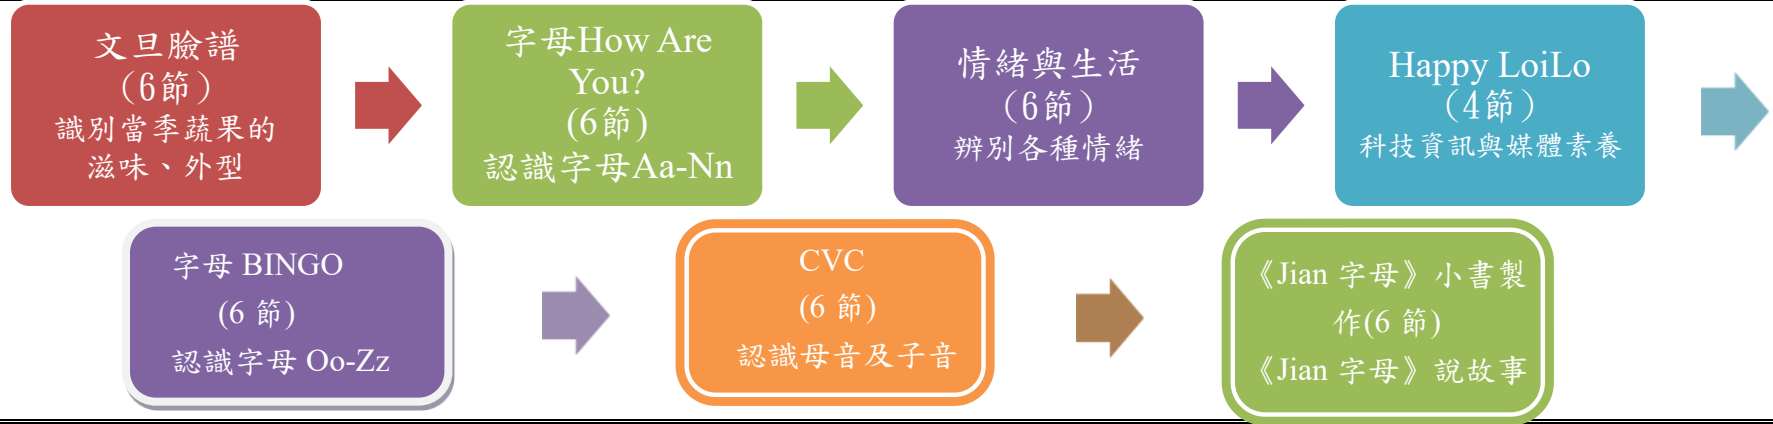 文旦臉譜
（6節）
識別當季蔬果的
滋味、外型
字母How Are
You?
(6節)
認識字母Aa-Nn
情緒與生活
（6節）
辨別各種情緒
Happy LoiLo
（4節）
科技資訊與媒體素養
字母 BINGO
(6 節)
認識字母 Oo-Zz
CVC
(6 節)
認識母音及子音
《Jian 字母》小書製
作(6 節)
《Jian 字母》說故事